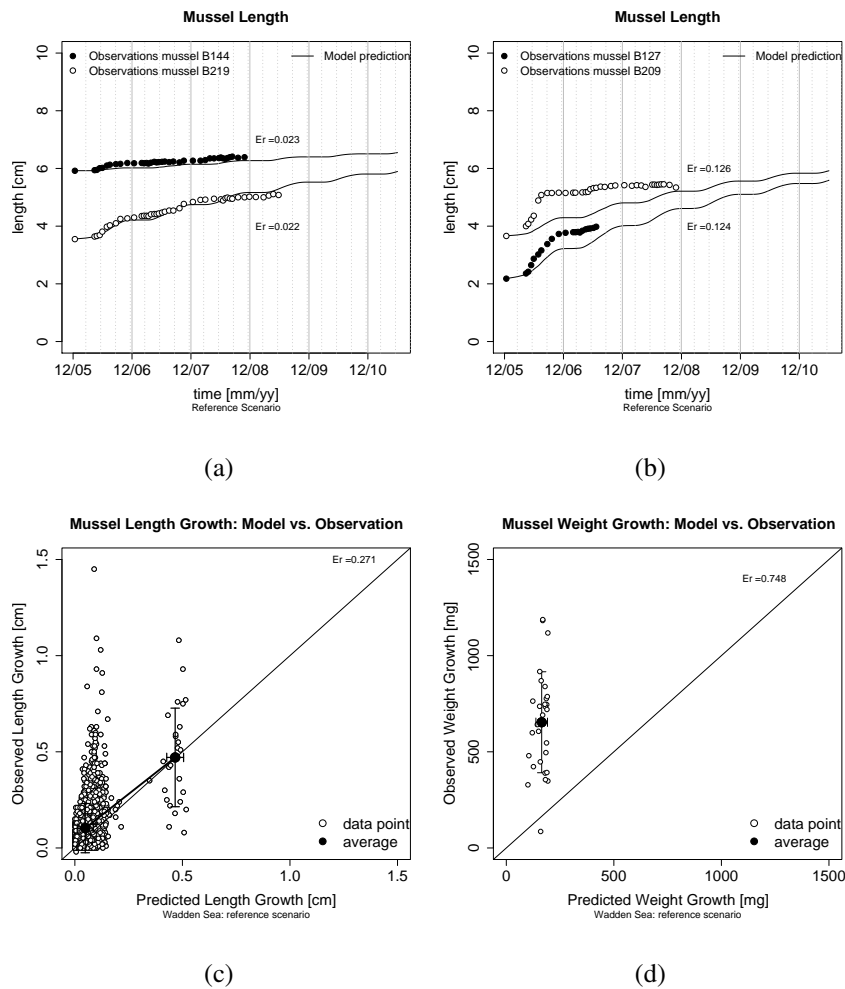 Mussel Length
10
8
6
4
2
0
length [cm]
Observations mussel B144
Observations mussel B219
Model prediction
Er =0.023
Er =0.022
12/05 12/06 12/07 12/08 12/09 12/10
time [mm/yy]
Reference Scenario
(a)
Mussel Length
10
8
6
4
2
0
length [cm]
Observations mussel B127
Observations mussel B209
Model prediction
Er =0.126
Er =0.124
12/05 12/06 12/07 12/08 12/09 12/10
time [mm/yy]
Reference Scenario
(b)
Mussel Length Growth: Model vs. Observation
1.5
1.0
0.5
0.0
Observed Length Growth [cm]
Er =0.271
data point
average
0.0 0.5 1.0 1.5
Predicted Length Growth [cm]
Wadden Sea: reference scenario
(c)
Mussel Weight Growth: Model vs. Observation
1500
1000
500
0
Observed Weight Growth [mg]
Er =0.748
data point
average
0 500 1000 1500
Predicted Weight Growth [mg]
Wadden Sea: reference scenario
(d)